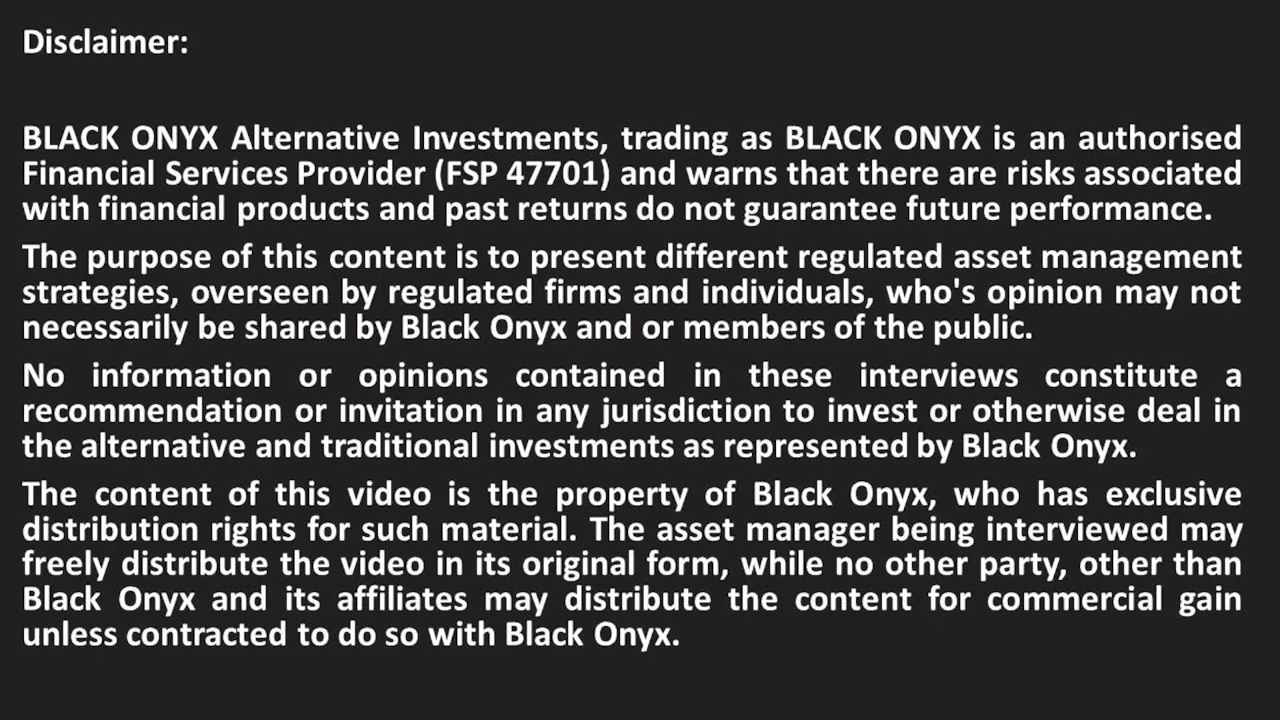 Disclaimer:
BLACK ONYX Alternative Investments, trading as BLACK ONYX is an authorised
Financial Services Provider (FSP 47701) and warns that there are risks associated
with financial products and past returns do not guarantee future performance.
The purpose of this content is to present different regulated asset management
strategies, overseen by regulated firms and individuals, who's opinion may not
necessarily be shared by Black Onyx and or members of the public.
No information or opinions contained in these interviews constitute a
recommendation or invitation in any jurisdiction to invest or otherwise deal in
the alternative and traditional investments as represented by Black Onyx.
The content of this video is the property of Black Onyx, who has exclusive
distribution rights for such material. The asset manager being interviewed may
freely distribute the video in its original form, while no other party, other than
Black Onyx and its affiliates may distribute the content for commercial gain
unless contracted to do so with Black Onyx.